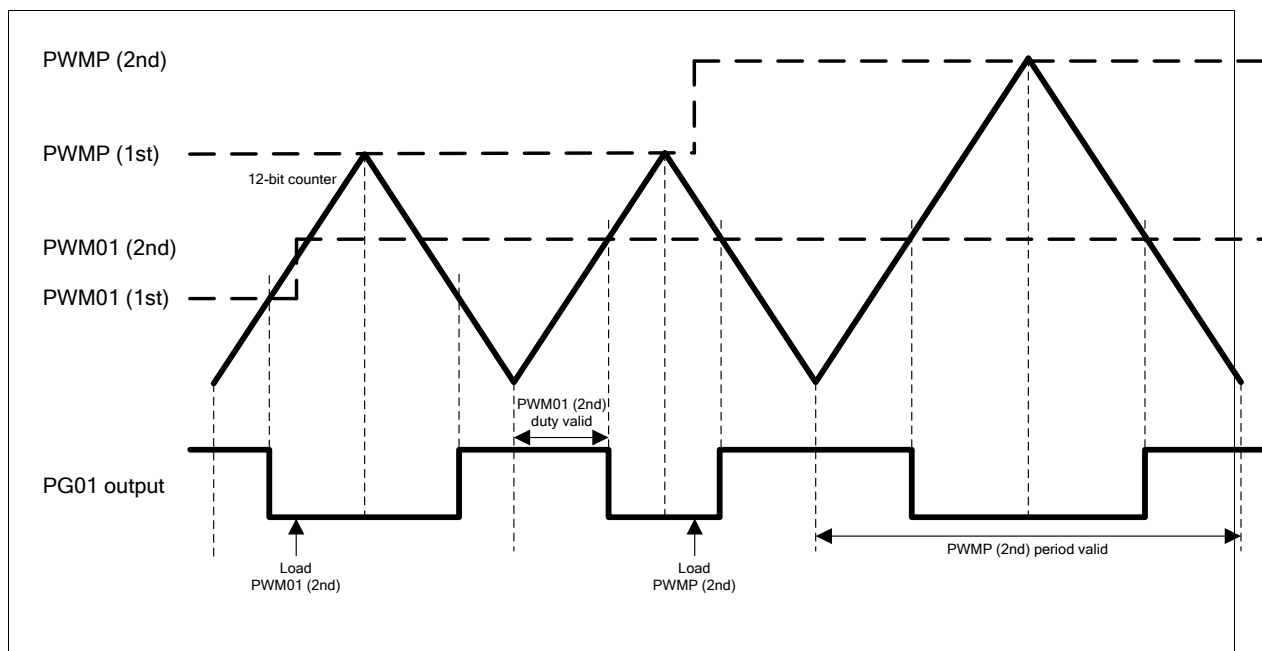 PWMP (2nd)
PWMP (1st)
12-bit counter
PWM01 (2nd)
PWM01 (1st)
PWM01 (2nd)
duty valid
PG01 output
Load
PWM01 (2nd)
Load
PWMP (2nd)
PWMP (2nd) period valid